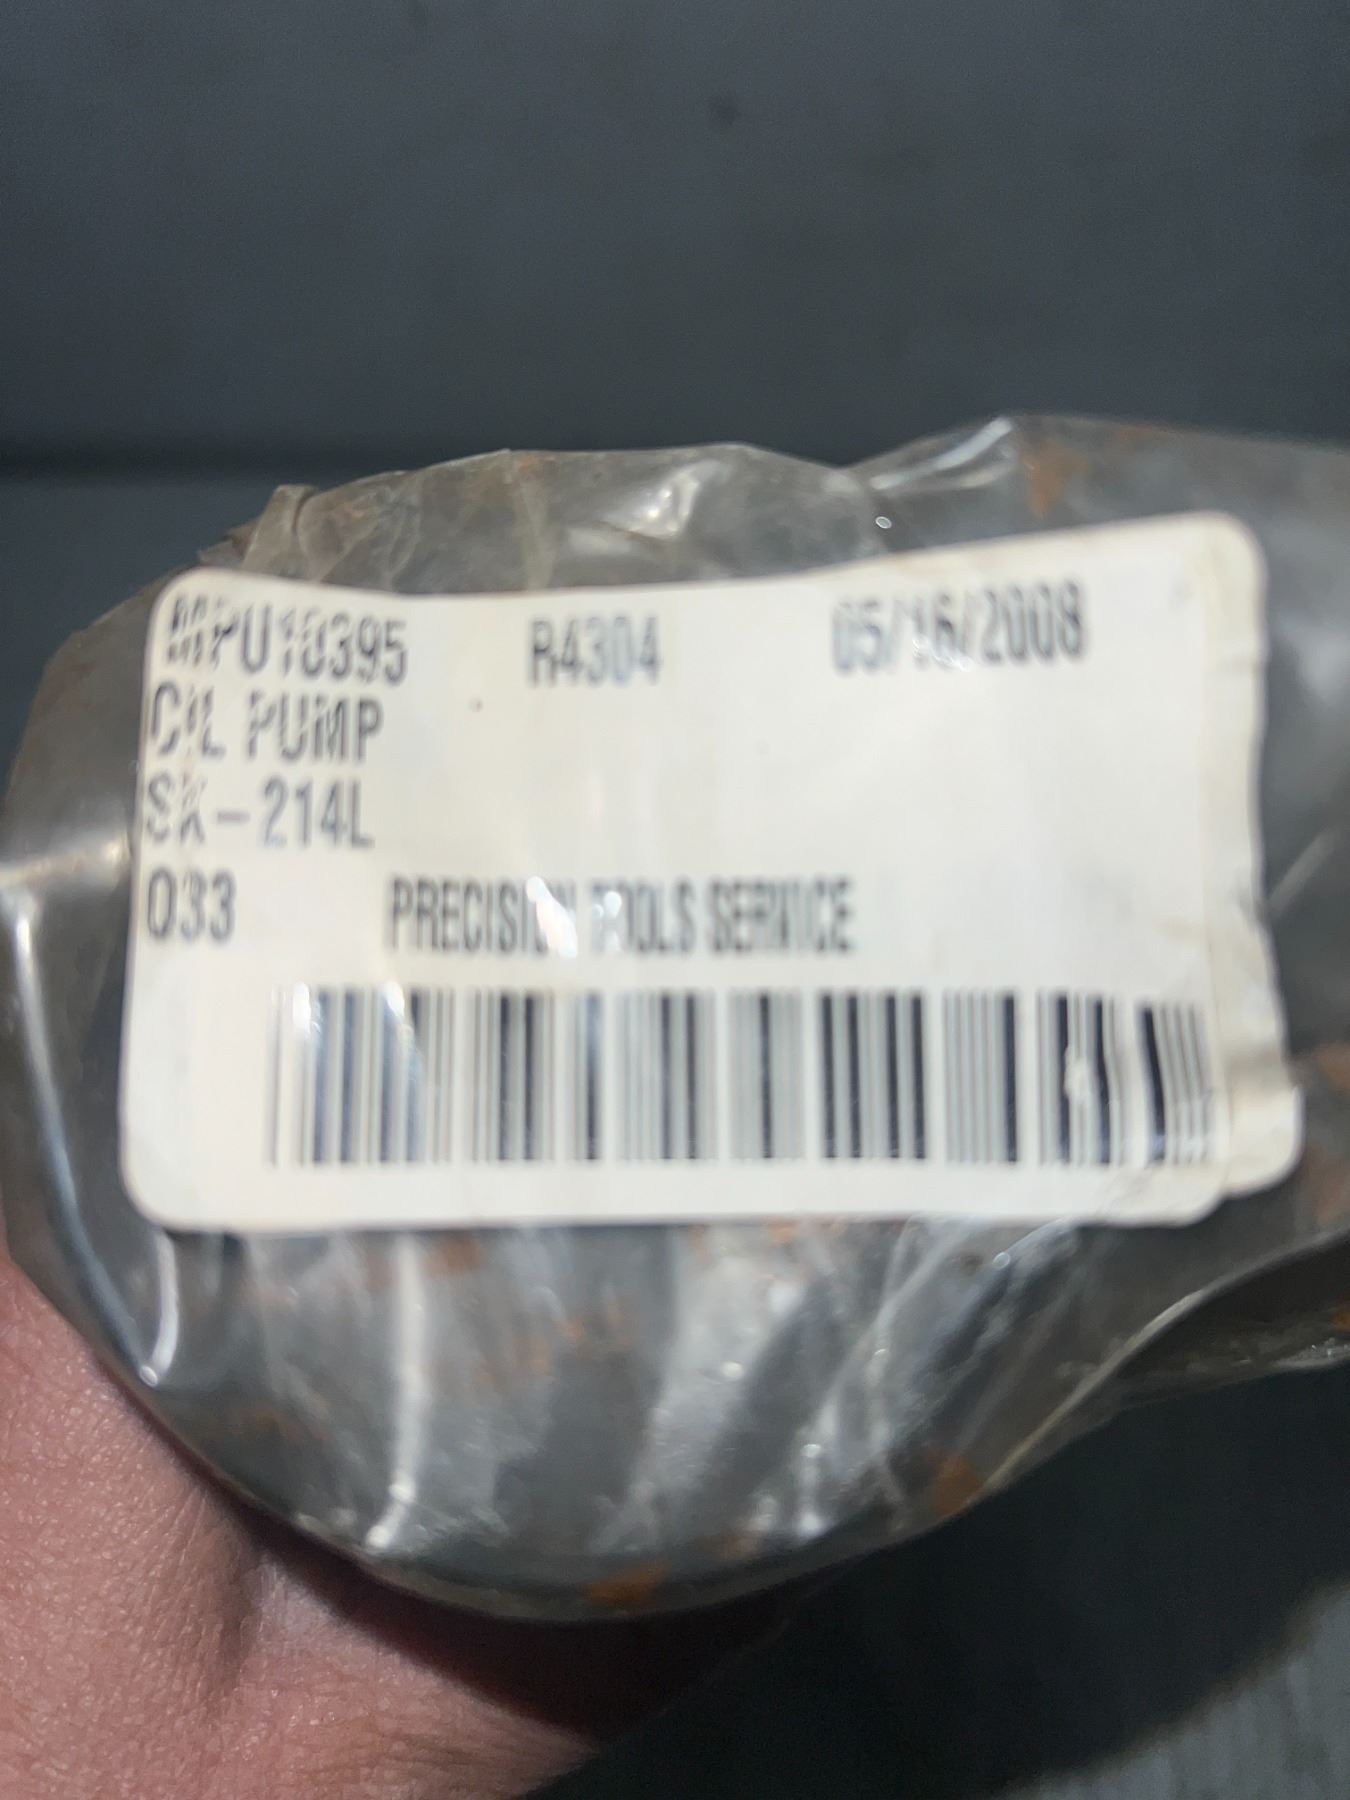 MPU10395 R4304 05/16/2008
OIL PUMP
SK-214L
033 PRECISION TOOLS SERVICE